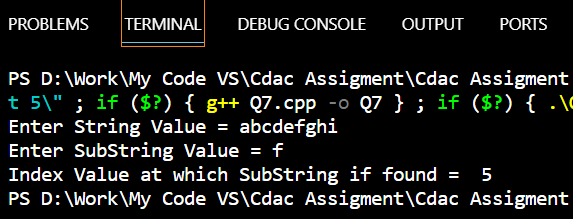 PROBLEMS TERMINAL DEBUG CONSOLE OUTPUT PORTS
PS D:\Work\My Code VS\Cdac Assigment\Cdac Assigment
t 5\" ; if ($?) { g++ Q7.cpp -o Q7 } ; if ($?) { .\
Enter String Value = abcdefghi
Enter SubString Value = f
Index Value at which SubString if found =  5
PS D:\Work\My Code VS\Cdac Assigment\Cdac Assigment